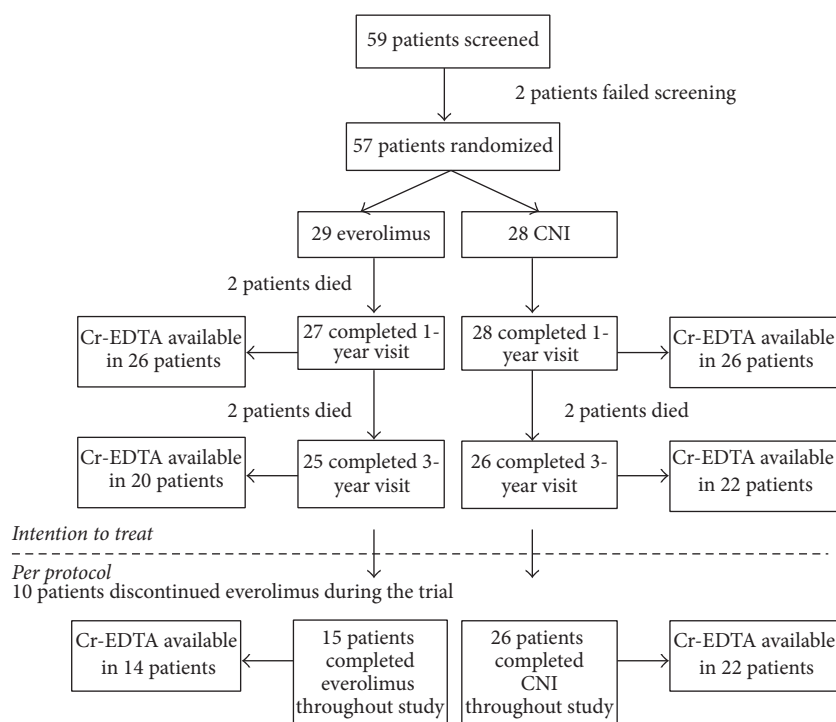 59 patients screened
2 patients failed screening
57 patients randomized
29 everolimus
28 CNI
2 patients died
Cr-EDTA available
in 26 patients
27 completed 1-
year visit
28 completed 1-
year visit
Cr-EDTA available
in 26 patients
2 patients died
2 patients died
Cr-EDTA available
in 20 patients
25 completed 3-
year visit
26 completed 3-
year visit
Cr-EDTA available
in 22 patients
Intention to treat
Per protocol
10 patients discontinued everolimus during the trial
Cr-EDTA available
in 14 patients
15 patients
completed
everolimus
throughout study
26 patients
completed
CNI
throughout study
Cr-EDTA available
in 22 patients